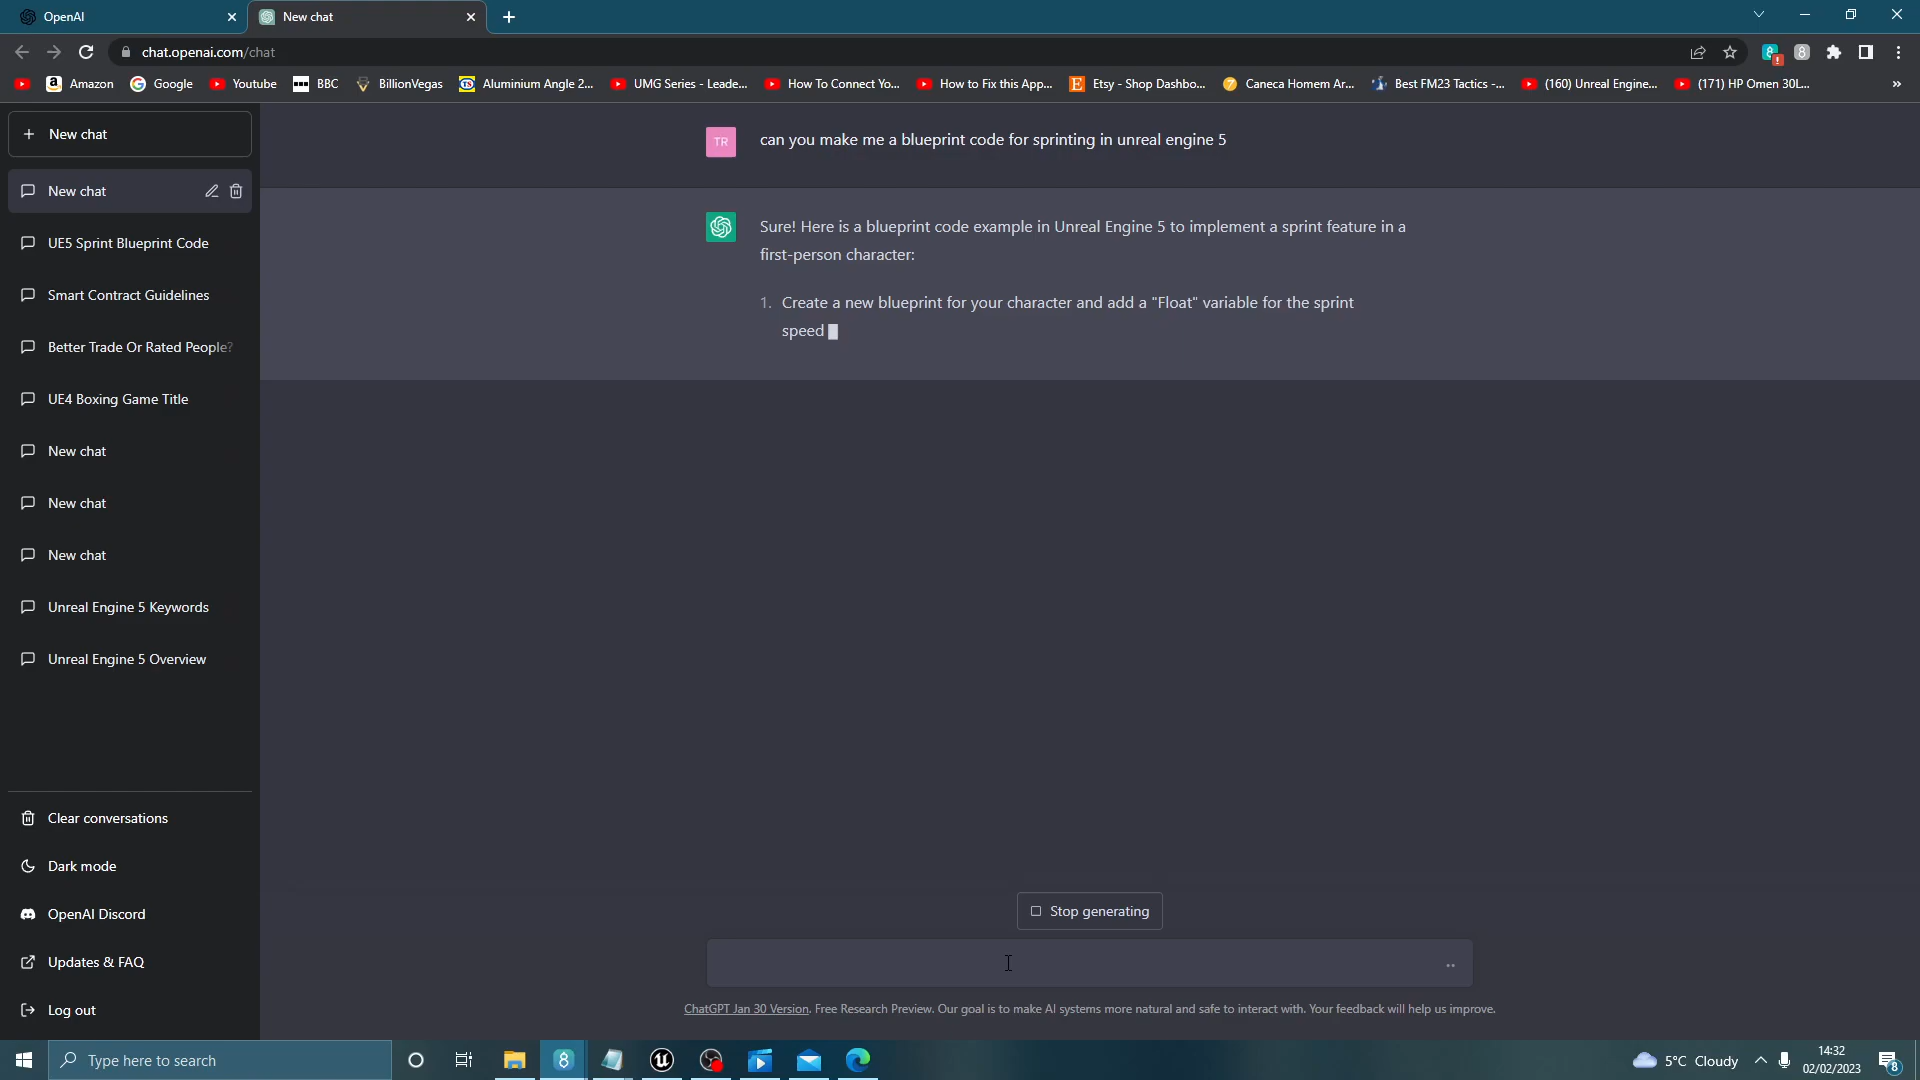 OpenAI
New chat
chat.openai.com/chat
Amazon
Google
Youtube
BBC
BillionVegas
Aluminium Angle 2...
UMG Series - Leade...
How To Connect Yo...
How to Fix this App...
Etsy - Shop Dashbo...
Caneca Homem Ar...
Best FM23 Tactics -...
(160) Unreal Engine...
(171) HP Omen 30L...
»
+ New chat
New chat
UE5 Sprint Blueprint Code
Smart Contract Guidelines
Better Trade Or Rated People?
UE4 Boxing Game Title
New chat
New chat
New chat
Unreal Engine 5 Keywords
Unreal Engine 5 Overview
Clear conversations
Dark mode
OpenAI Discord
Updates & FAQ
Log out
TR
can you make me a blueprint code for sprinting in unreal engine 5
Sure! Here is a blueprint code example in Unreal Engine 5 to implement a sprint feature in a
first-person character:
1. Create a new blueprint for your character and add a "Float" variable for the sprint
speed
Stop generating
ChatGPT Jan 30 Version. Free Research Preview. Our goal is to make AI systems more natural and safe to interact with. Your feedback will help us improve.
Type here to search
5°C Cloudy
14:32
02/02/2023
8